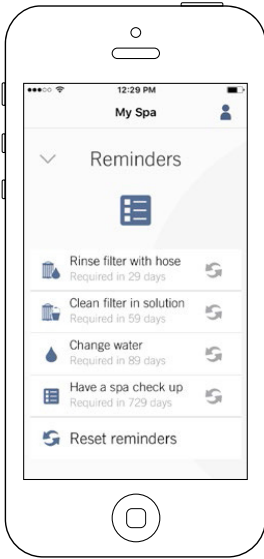 12:29 PM
My Spa
Reminders
Rinse filter with hose
Required in 29 days
Clean filter in solution
Required in 59 days
Change water
Required in 89 days
Have a spa check up
Required in 729 days
Reset reminders